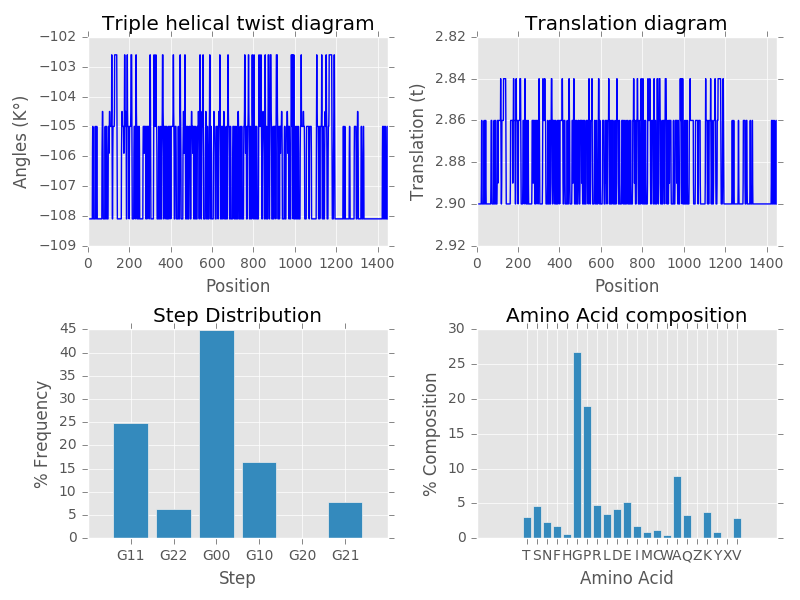 Triple helical twist diagram
−102
−103
−104
−105
−106
−107
−108
−109
Angles (K°)
0 200 400 600 800 1000 1200 1400
Position
Translation diagram
2.82
2.84
2.86
2.88
2.90
2.92
Translation (t)
0 200 400 600 800 1000 1200 1400
Position
Step Distribution
45
40
35
30
25
20
15
10
5
0
% Frequency
G11 G22 G00 G10 G20 G21
Step
Amino Acid composition
30
25
20
15
10
5
0
% Composition
T S N F H G P R L D E I M C W A Q Z K Y X V
Amino Acid